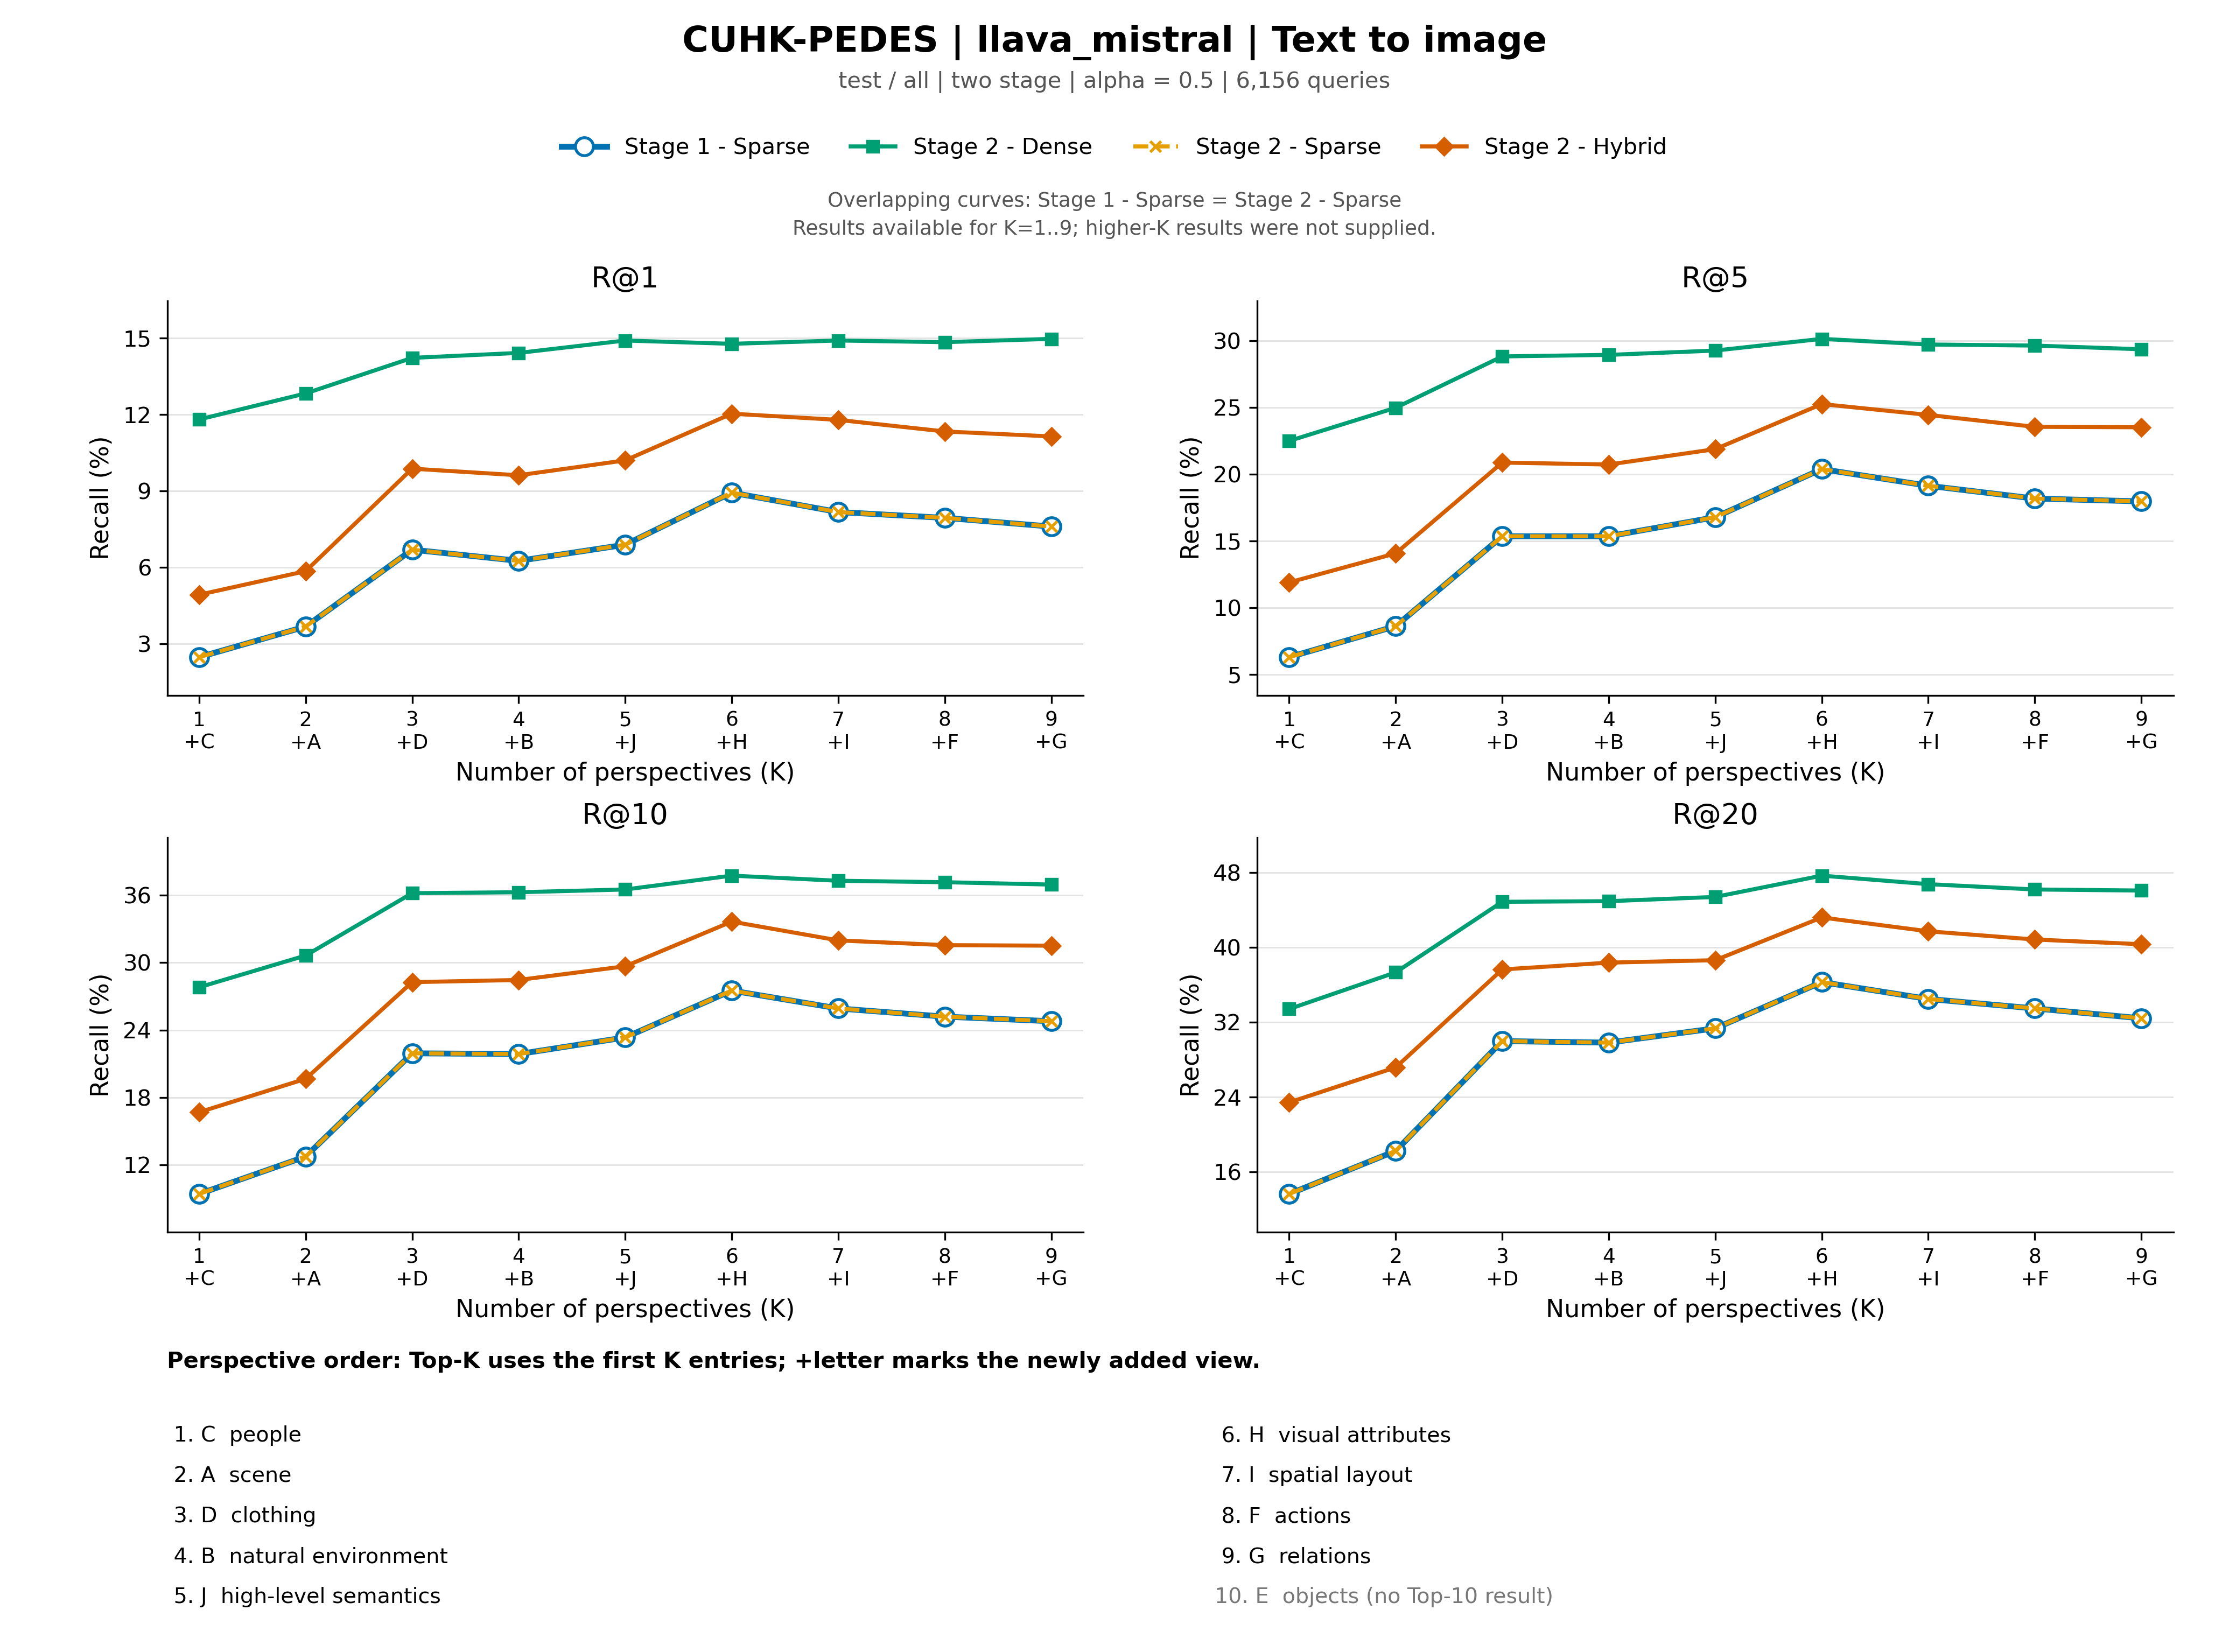 CUHK-PEDES | llava_mistral | Text to image
test / all | two stage | alpha = 0.5 | 6,156 queries
Stage 1 - Sparse   Stage 2 - Dense   Stage 2 - Sparse   Stage 2 - Hybrid
Overlapping curves: Stage 1 - Sparse = Stage 2 - Sparse
Results available for K=1..9; higher-K results were not supplied.
R@1
Recall (%)
15
12
9
6
3
1 2 3 4 5 6 7 8 9
+C +A +D +B +J +H +I +F +G
Number of perspectives (K)
R@5
Recall (%)
30
25
20
15
10
5
1 2 3 4 5 6 7 8 9
+C +A +D +B +J +H +I +F +G
Number of perspectives (K)
R@10
Recall (%)
36
30
24
18
12
1 2 3 4 5 6 7 8 9
+C +A +D +B +J +H +I +F +G
Number of perspectives (K)
R@20
Recall (%)
48
40
32
24
16
1 2 3 4 5 6 7 8 9
+C +A +D +B +J +H +I +F +G
Number of perspectives (K)
Perspective order: Top-K uses the first K entries; +letter marks the newly added view.
1. C people
2. A scene
3. D clothing
4. B natural environment
5. J high-level semantics
6. H visual attributes
7. I spatial layout
8. F actions
9. G relations
10. E objects (no Top-10 result)